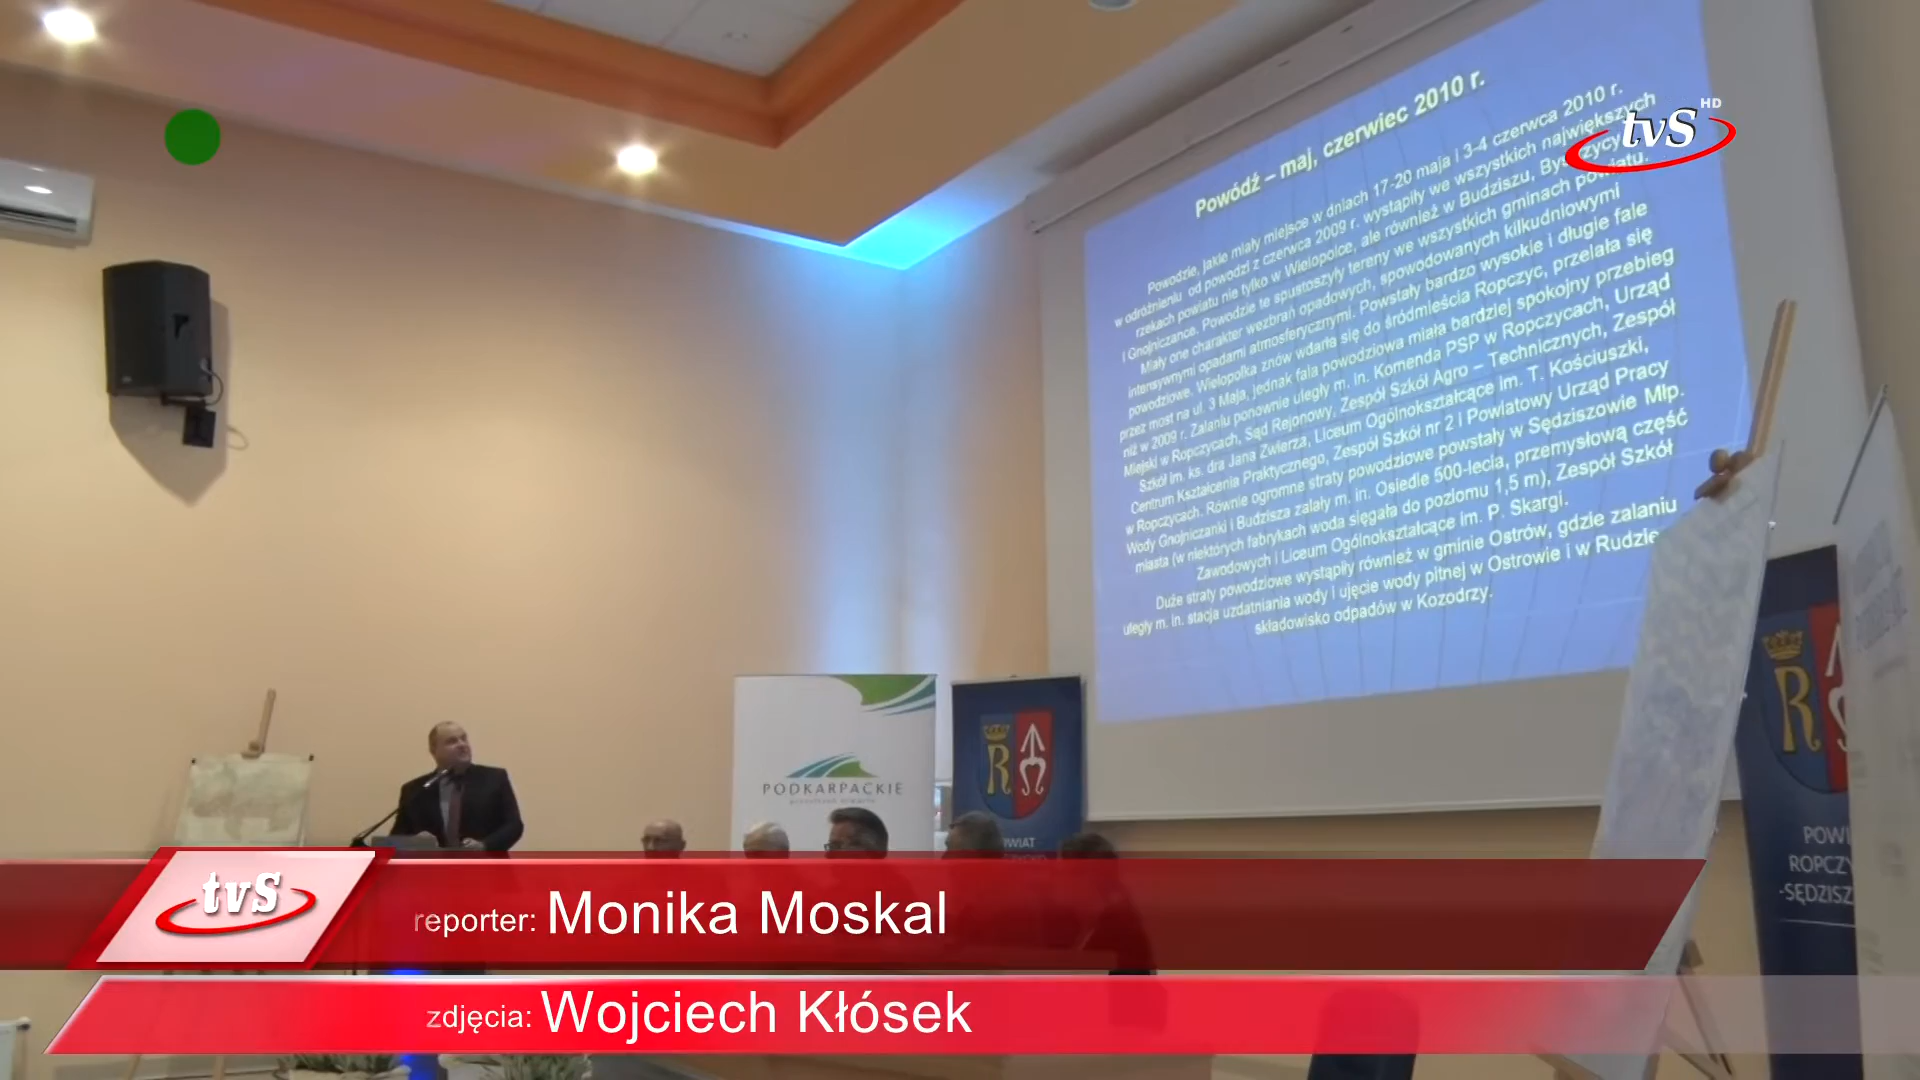 Powódź – maj, czerwiec 2010 r.
Powodzie, jakie miały miejsce w dniach 17-20 maja i 3-4 czerwca 2010 r.
w odróżnieniu od powodzi z czerwca 2009 r. wystąpiły we wszystkich największych
rzekach powiatu nie tylko w Wielopolce, ale również w Budziszu, Bystrzycy
i Gnojniczance. Powodzie te spustoszyły tereny we wszystkich gminach powiatu.
Miały one charakter wezbrań opadowych, spowodowanych kilkudniowymi
intensywnymi opadami atmosferycznymi. Powstały bardzo wysokie i długie fale
powodziowe. Wielopolka znów wdarła się do śródmieścia Ropczyc, przelała się
przez most na ul. 3 Maja, jednak fala powodziowa miała bardziej spokojny przebieg
niż w 2009 r. Zalaniu ponownie uległy m. in. Komenda PSP w Ropczycach, Urząd
Miejski w Ropczycach, Sąd Rejonowy, Zespół Szkół Agro – Technicznych, Zespół
Szkół im. ks. dra Jana Zwierza, Liceum Ogólnokształcące im. T. Kościuszki,
Centrum Kształcenia Praktycznego, Zespół Szkół nr 2 i Powiatowy Urząd Pracy
w Ropczycach. Równie ogromne straty powodziowe powstały w Sędziszowie Młp.
Wody Gnojniczanki i Budzisza zalały m. in. Osiedle 500-lecia, przemysłową część
miasta (w niektórych fabrykach woda sięgała do poziomu 1,5 m), Zespół Szkół
Zawodowych i Liceum Ogólnokształcące im. P. Skargi.
Duże straty powodziowe wystąpiły również w gminie Ostrów, gdzie zalaniu
uległy m. in. stacja uzdatniania wody i ujęcie wody pitnej w Ostrowie i w Rudzie
składowisko odpadów w Kozodrzy.
tvS HD
PODKARPACKIE
R
R
POWI
ROPCZY
-SĘDZISZ
tvS
reporter: Monika Moskal
zdjęcia: Wojciech Kłósek